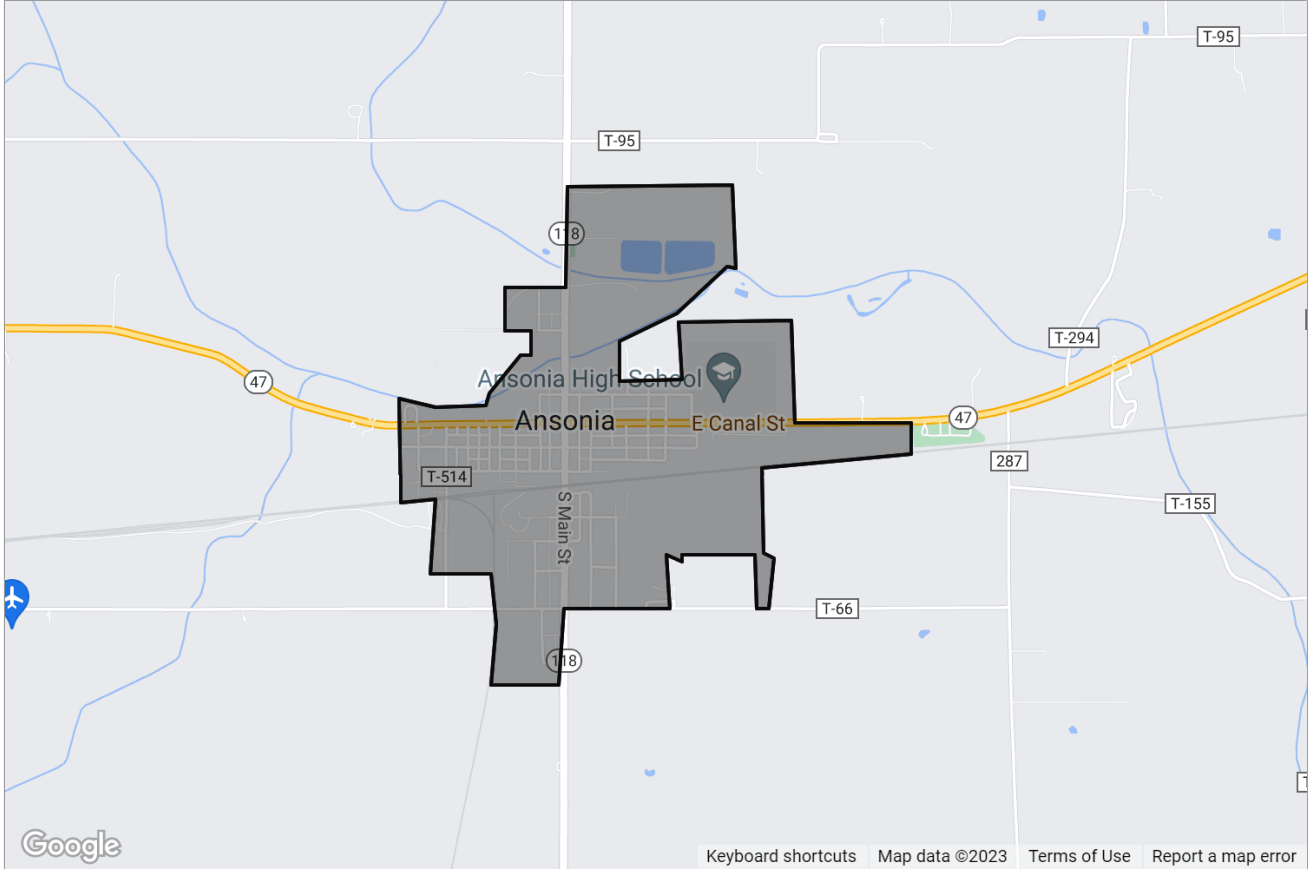 T-95
T-95
118
T-294
47
Ansonia High School
Ansonia
E Canal St
47
287
T-514
T-155
S Main St
T-66
118
Google
Keyboard shortcuts
Map data ©2023
Terms of Use
Report a map error